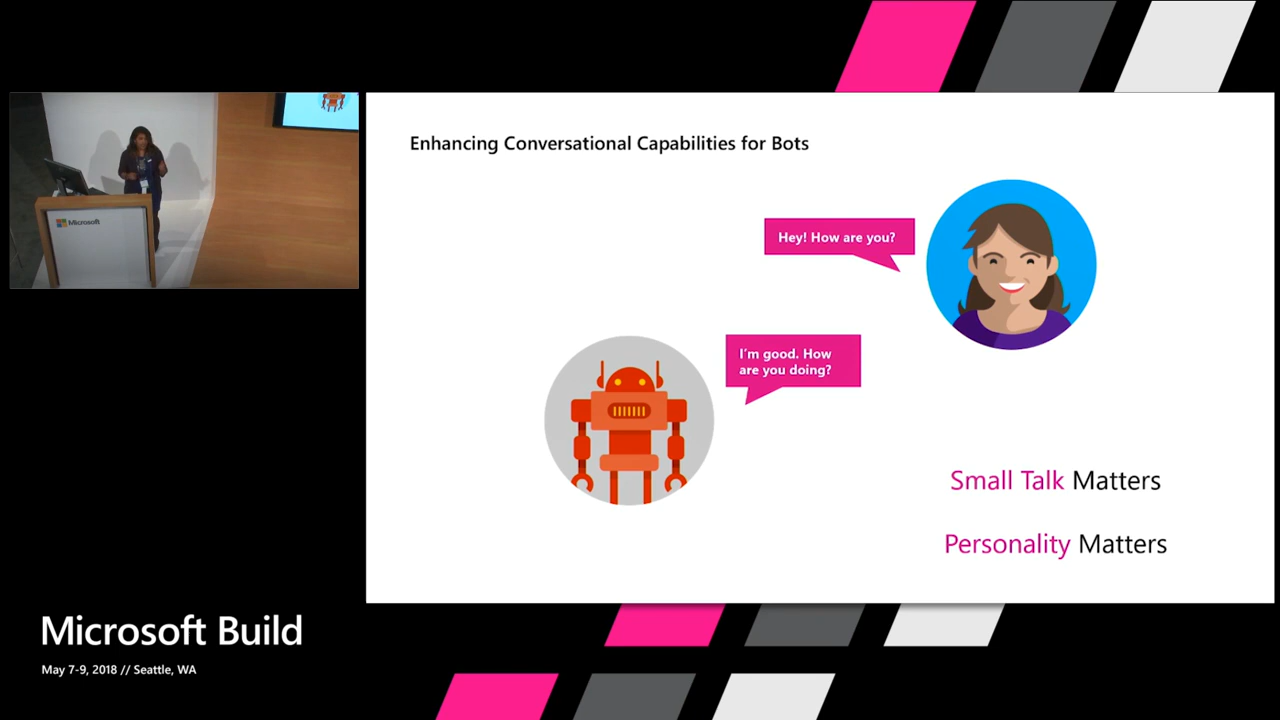 Microsoft
Enhancing Conversational Capabilities for Bots
Hey! How are you?
I'm good. How
are you doing?
Small Talk Matters
Personality Matters
Microsoft Build
May 7-9, 2018 // Seattle, WA